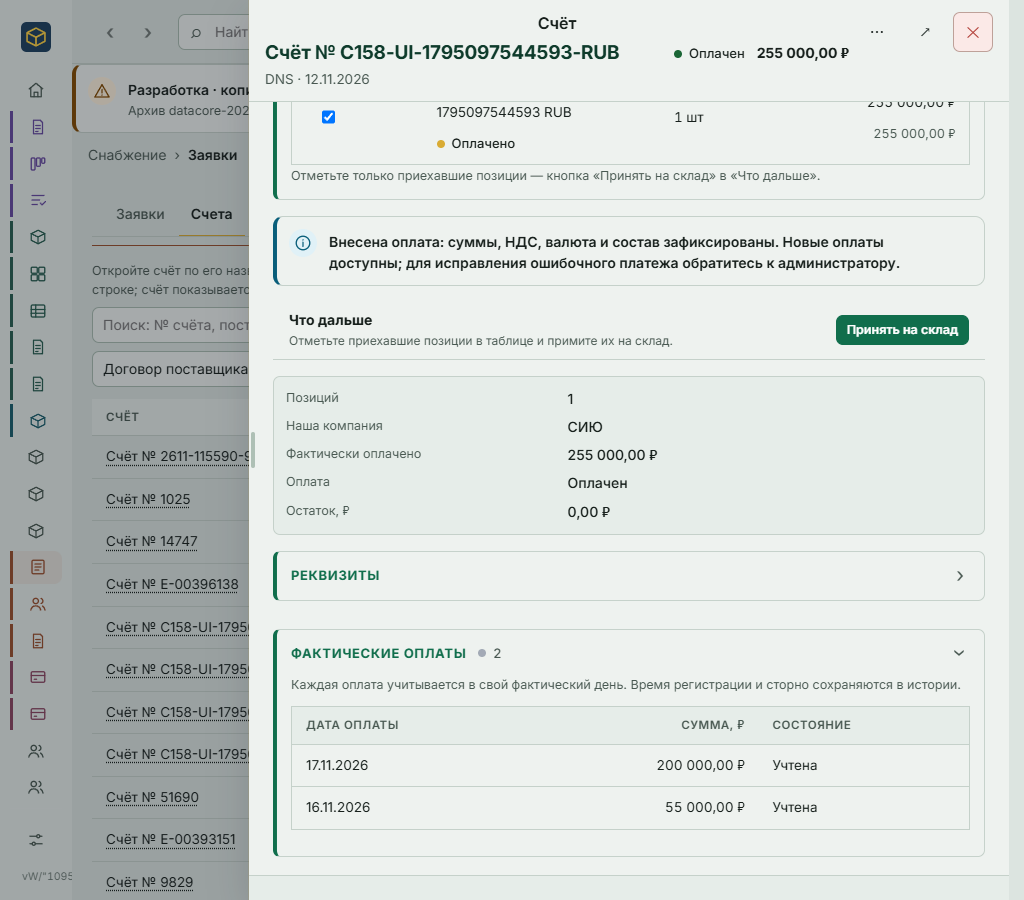 Счёт
Счёт № C158-UI-1795097544593-RUB
Оплачен 255 000,00 ₽
DNS · 12.11.2026
Найт
Разработка · копи
Архив datacore-202
Снабжение › Заявки
Заявки Счета
Откройте счёт по его назв
строке; счёт показываетс
Поиск: № счёта, пост
Договор поставщика
СЧЁТ
Счёт № 2611-115590-9
Счёт № 1025
Счёт № 14747
Счёт № E-00396138
Счёт № C158-UI-1795
Счёт № C158-UI-1795
Счёт № C158-UI-1795
Счёт № C158-UI-1795
Счёт № 51690
Счёт № E-00393151
Счёт № 9829
1795097544593 RUB
1 шт
255 000,00 ₽
255 000,00 ₽
Оплачено
Отметьте только приехавшие позиции — кнопка «Принять на склад» в «Что дальше».
Внесена оплата: суммы, НДС, валюта и состав зафиксированы. Новые оплаты
доступны; для исправления ошибочного платежа обратитесь к администратору.
Что дальше
Отметьте приехавшие позиции в таблице и примите их на склад.
Принять на склад
Позиций 1
Наша компания СИЮ
Фактически оплачено 255 000,00 ₽
Оплата Оплачен
Остаток, ₽ 0,00 ₽
РЕКВИЗИТЫ
ФАКТИЧЕСКИЕ ОПЛАТЫ 2
Каждая оплата учитывается в свой фактический день. Время регистрации и сторно сохраняются в истории.
ДАТА ОПЛАТЫ СУММА, ₽ СОСТОЯНИЕ
17.11.2026 200 000,00 ₽ Учтена
16.11.2026 55 000,00 ₽ Учтена